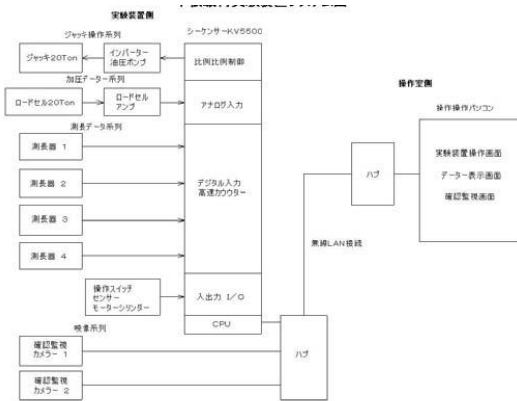 実験装置側
ジャッキ操作系列
シーケンサーKV5500
ジャッキ20Ton
インバーター
油圧ポンプ
比例比例制御
加圧データー系列
ロードセル20Ton
ロードセル
アンプ
アナログ入力
測長データ系列
測長器 1
測長器 2
測長器 3
測長器 4
デジタル入力
高速カウウター
操作スイッチ
センサー
モーターシリンダー
入出力 I/O
CPU
映像系列
確認監視
カメラー 1
確認監視
カメラー 2
ハブ
無線LAN接続
ハブ
操作室側
操作操作パソコン
実験装置操作画面
データー表示画面
確認監視画面